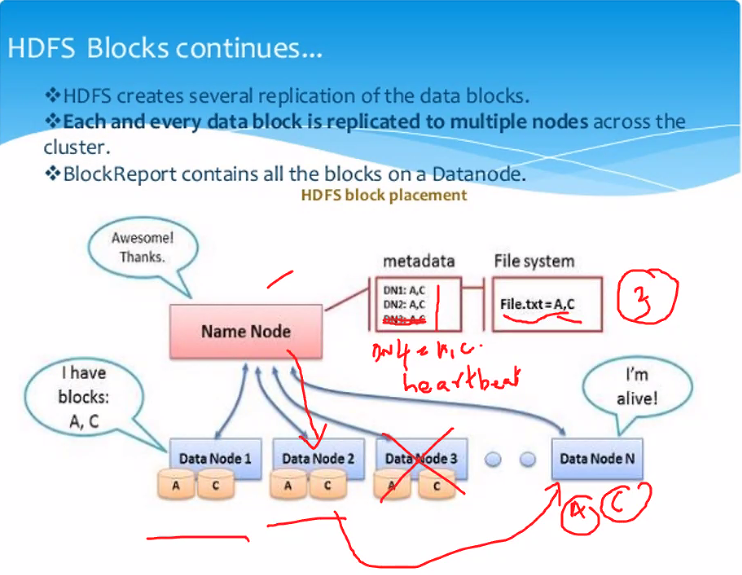 HDFS Blocks continues...
❖HDFS creates several replication of the data blocks.
❖Each and every data block is replicated to multiple nodes across the
cluster.
❖BlockReport contains all the blocks on a Datanode.
HDFS block placement
Awesome!
Thanks.
metadata
File system
DN1: A,C
DN2: A,C
DN3: A,C
File.txt = A,C
3
Name Node
DN4 = A, C.
heartbeat
I have
blocks:
A, C
I'm
alive!
Data Node 1
Data Node 2
Data Node 3
Data Node N
A C
A C
A C
A C